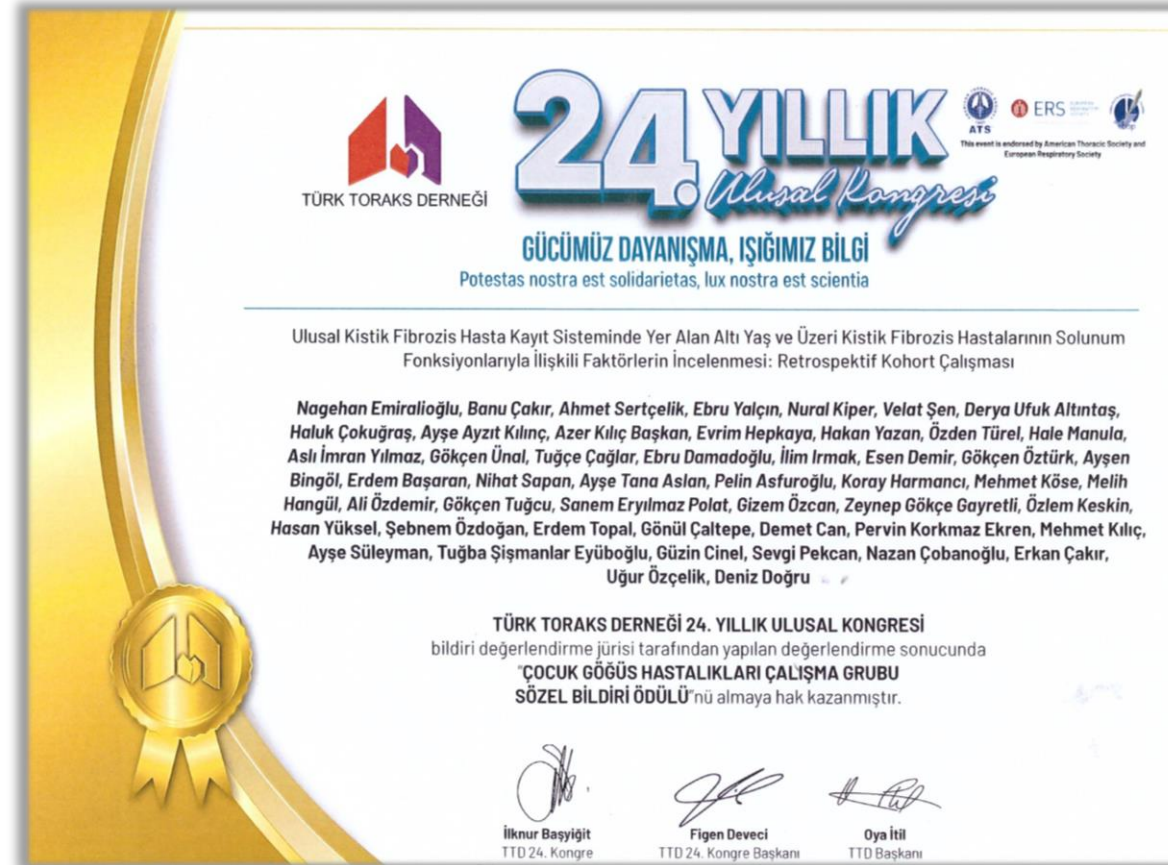 TÜRK TORAKS DERNEĞİ
24. YILLIK
Ulusal Kongresi
ATS
ERS
This event is endorsed by American Thoracic Society and
European Respiratory Society
GÜCÜMÜZ DAYANIŞMA, IŞIĞIMIZ BİLGİ
Potestas nostra est solidarietas, lux nostra est scientia
Ulusal Kistik Fibrozis Hasta Kayıt Sisteminde Yer Alan Altı Yaş ve Üzeri Kistik Fibrozis Hastalarının Solunum
Fonksiyonlarıyla İlişkili Faktörlerin İncelenmesi: Retrospektif Kohort Çalışması
Nagehan Emiralioğlu, Banu Çakır, Ahmet Sertçelik, Ebru Yalçın, Nural Kiper, Velat Şen, Derya Ufuk Altıntaş,
Haluk Çokuğraş, Ayşe Ayzıt Kılınç, Azer Kılıç Başkan, Evrim Hepkaya, Hakan Yazan, Özden Türel, Hale Manula,
Aslı İmran Yılmaz, Gökçen Ünal, Tuğçe Çağlar, Ebru Damadoğlu, İlim Irmak, Esen Demir, Gökçen Öztürk, Ayşen
Bingöl, Erdem Başaran, Nihat Sapan, Ayşe Tana Aslan, Pelin Asfuroğlu, Koray Harmancı, Mehmet Köse, Melih
Hangül, Ali Özdemir, Gökçen Tuğcu, Sanem Eryılmaz Polat, Gizem Özcan, Zeynep Gökçe Gayretli, Özlem Keskin,
Hasan Yüksel, Şebnem Özdoğan, Erdem Topal, Gönül Çaltepe, Demet Can, Pervin Korkmaz Ekren, Mehmet Kılıç,
Ayşe Süleyman, Tuğba Şişmanlar Eyüboğlu, Güzin Cinel, Sevgi Pekcan, Nazan Çobanoğlu, Erkan Çakır,
Uğur Özçelik, Deniz Doğru
TÜRK TORAKS DERNEĞİ 24. YILLIK ULUSAL KONGRESİ
bildiri değerlendirme jürisi tarafından yapılan değerlendirme sonucunda
"ÇOCUK GÖĞÜS HASTALIKLARI ÇALIŞMA GRUBU
SÖZEL BİLDİRİ ÖDÜLÜ"nü almaya hak kazanmıştır.
İlknur Başyiğit
TTD 24. Kongre
Figen Deveci
TTD 24. Kongre Başkanı
Oya İtil
TTD Başkanı